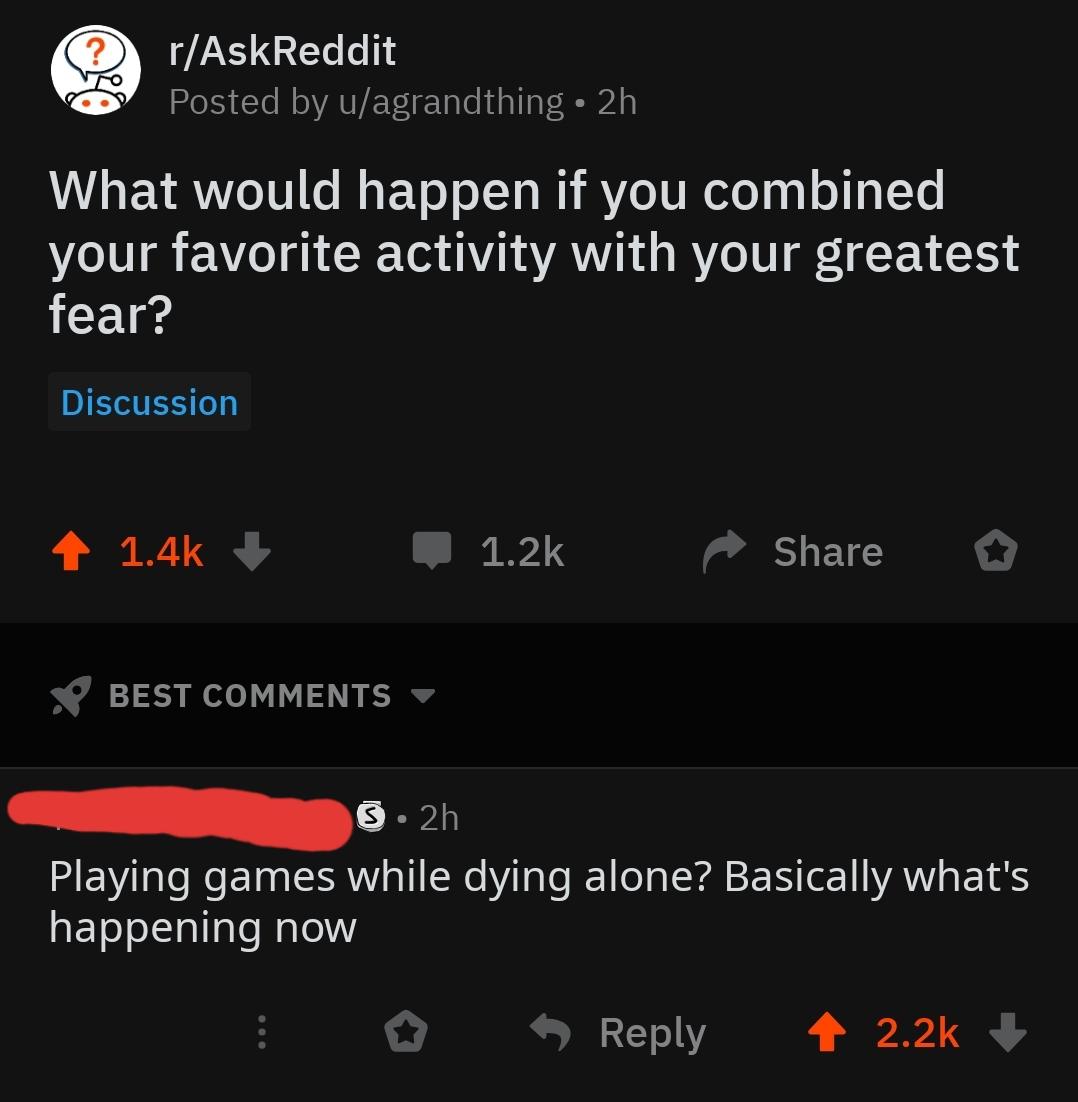 r/AskReddit
Posted by u/agrandthing • 2h
What would happen if you combined
your favorite activity with your greatest
fear?
Discussion
1.4k
1.2k
Share
BEST COMMENTS
• 2h
Playing games while dying alone? Basically what's
happening now
Reply
2.2k